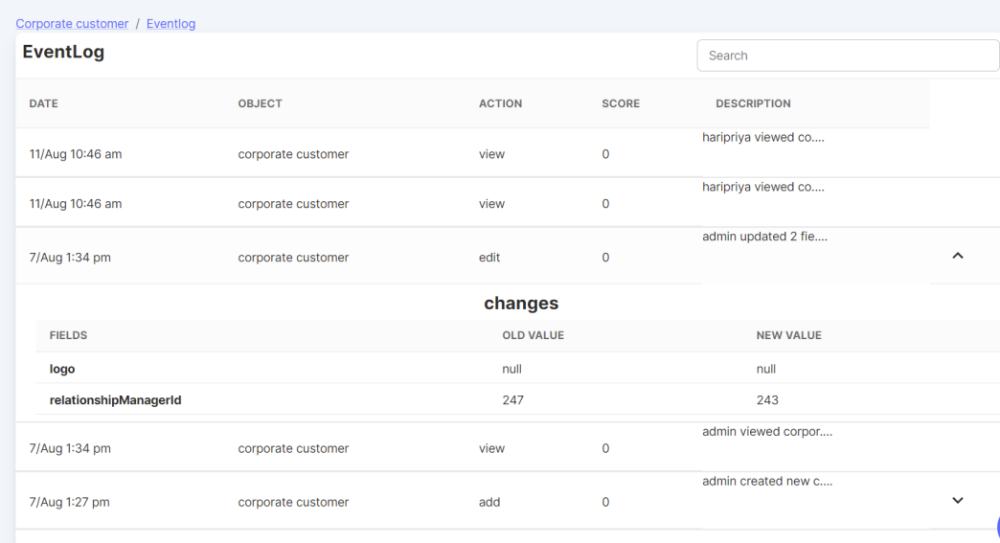 Corporate customer / Eventlog
EventLog
Search
DATE OBJECT ACTION SCORE DESCRIPTION
11/Aug 10:46 am corporate customer view 0 haripriya viewed co....
11/Aug 10:46 am corporate customer view 0 haripriya viewed co....
7/Aug 1:34 pm corporate customer edit 0 admin updated 2 fie....
changes
FIELDS OLD VALUE NEW VALUE
logo null null
relationshipManagerId 247 243
7/Aug 1:34 pm corporate customer view 0 admin viewed corpor....
7/Aug 1:27 pm corporate customer add 0 admin created new c....